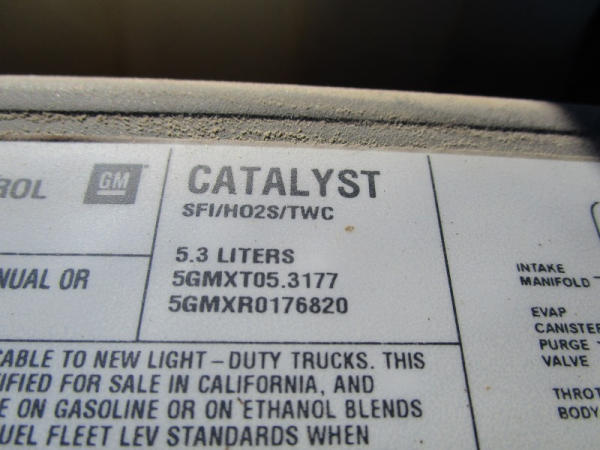 ROL
GM
CATALYST
SFI/HO2S/TWC
5.3 LITERS
5GMXT05.3177
5GMXR0176820
NUAL OR
INTAKE
MANIFOLD
EVAP
CANISTER
PURGE
VALVE
THROT
BODY
CABLE TO NEW LIGHT-DUTY TRUCKS. THIS
IFIED FOR SALE IN CALIFORNIA, AND
E ON GASOLINE OR ON ETHANOL BLENDS
UEL FLEET LEV STANDARDS WHEN